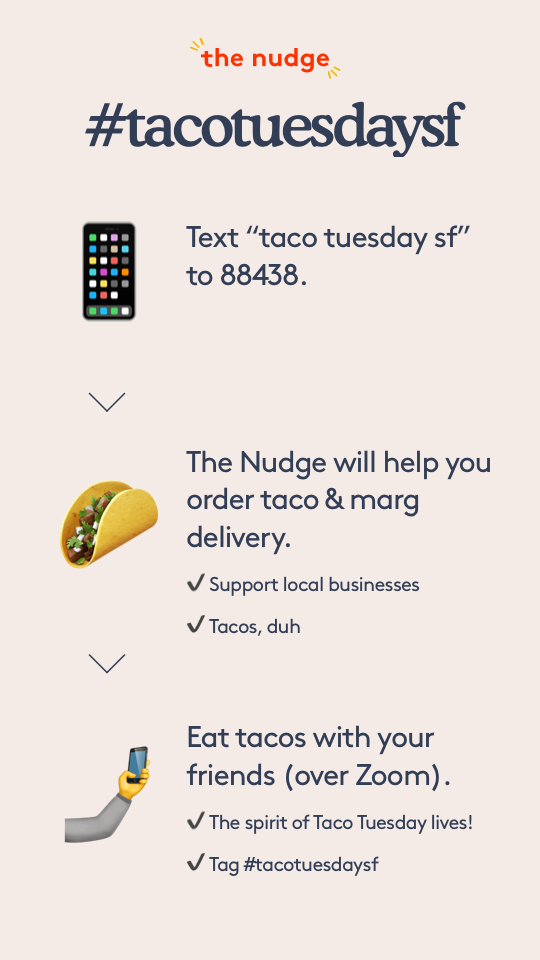 the nudge
#tacotuesdaysf
Text “taco tuesday sf”
to 88438.
The Nudge will help you
order taco & marg
delivery.
✔ Support local businesses
✔ Tacos, duh
Eat tacos with your
friends (over Zoom).
✔ The spirit of Taco Tuesday lives!
✔ Tag #tacotuesdaysf